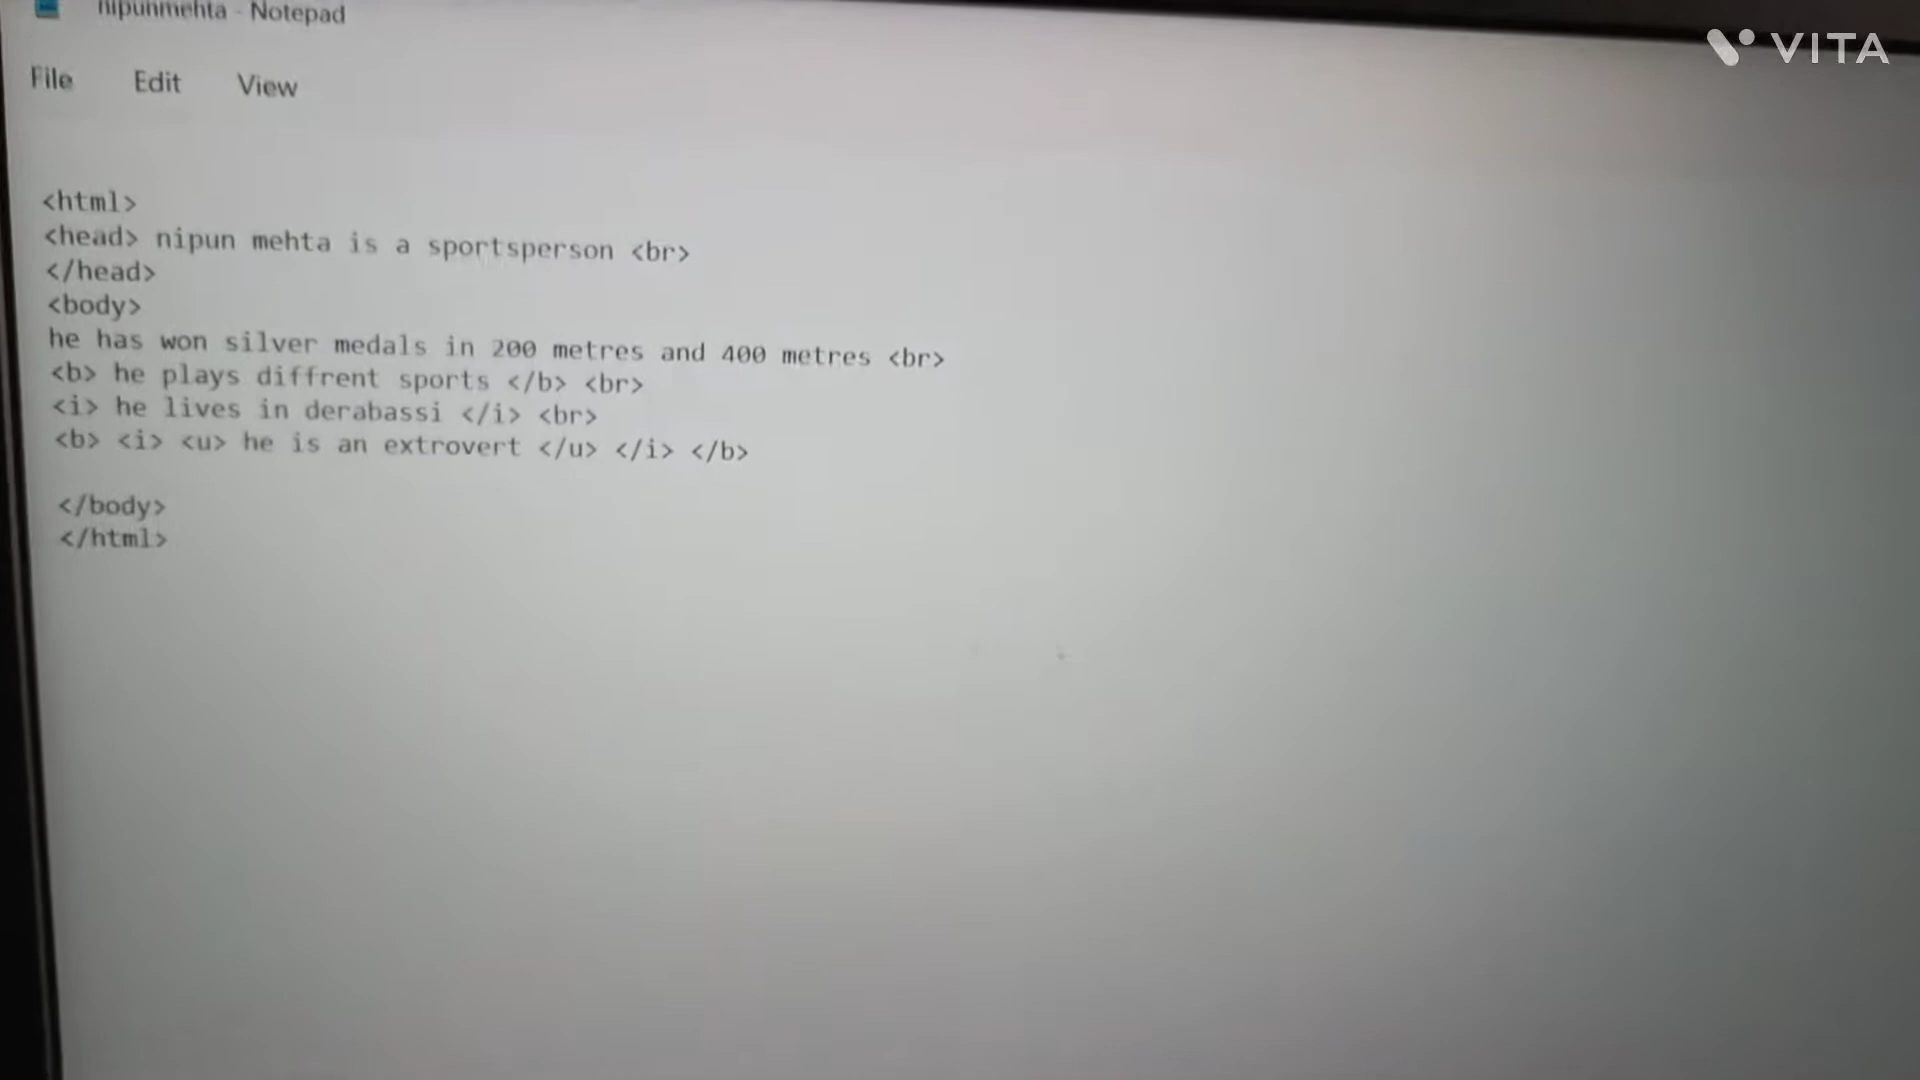 nipunmehta - Notepad
VITA
File Edit View
<html>
<head> nipun mehta is a sportsperson <br>
</head>
<body>
he has won silver medals in 200 metres and 400 metres <br>
<b> he plays diffrent sports </b> <br>
<i> he lives in derabassi </i> <br>
<b> <i> <u> he is an extrovert </u> </i> </b>
</body>
</html>